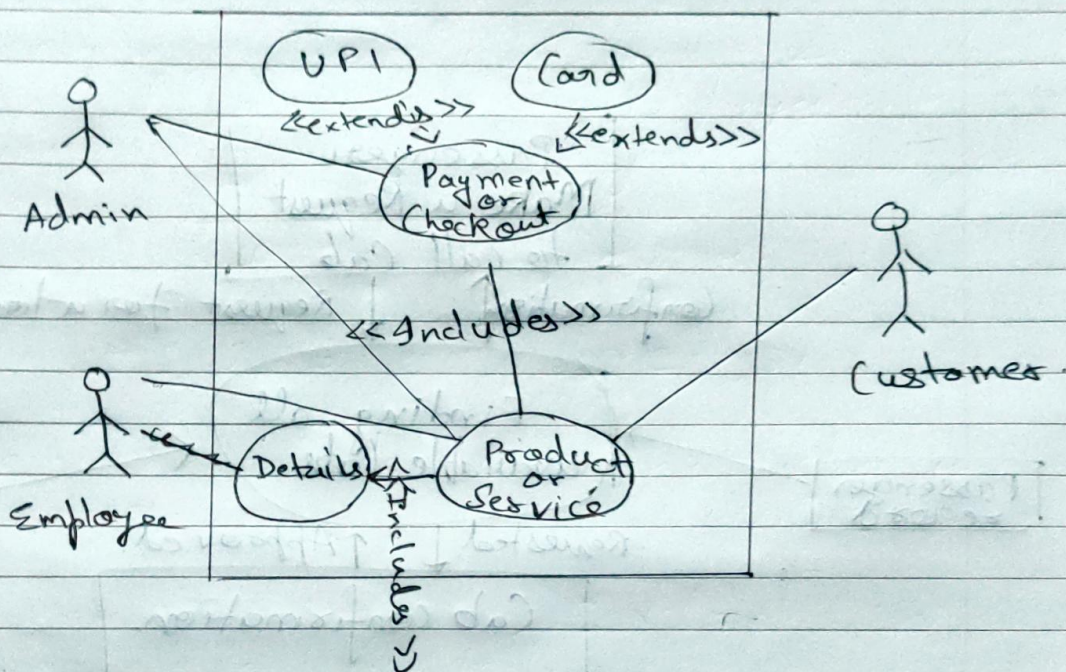 UPI
Card
<<extends>>
<<extends>>
Payment
or
Checkout
Admin
<<Includes>>
Customer
Product
or
Service
Details
Employee
<<Includes>>